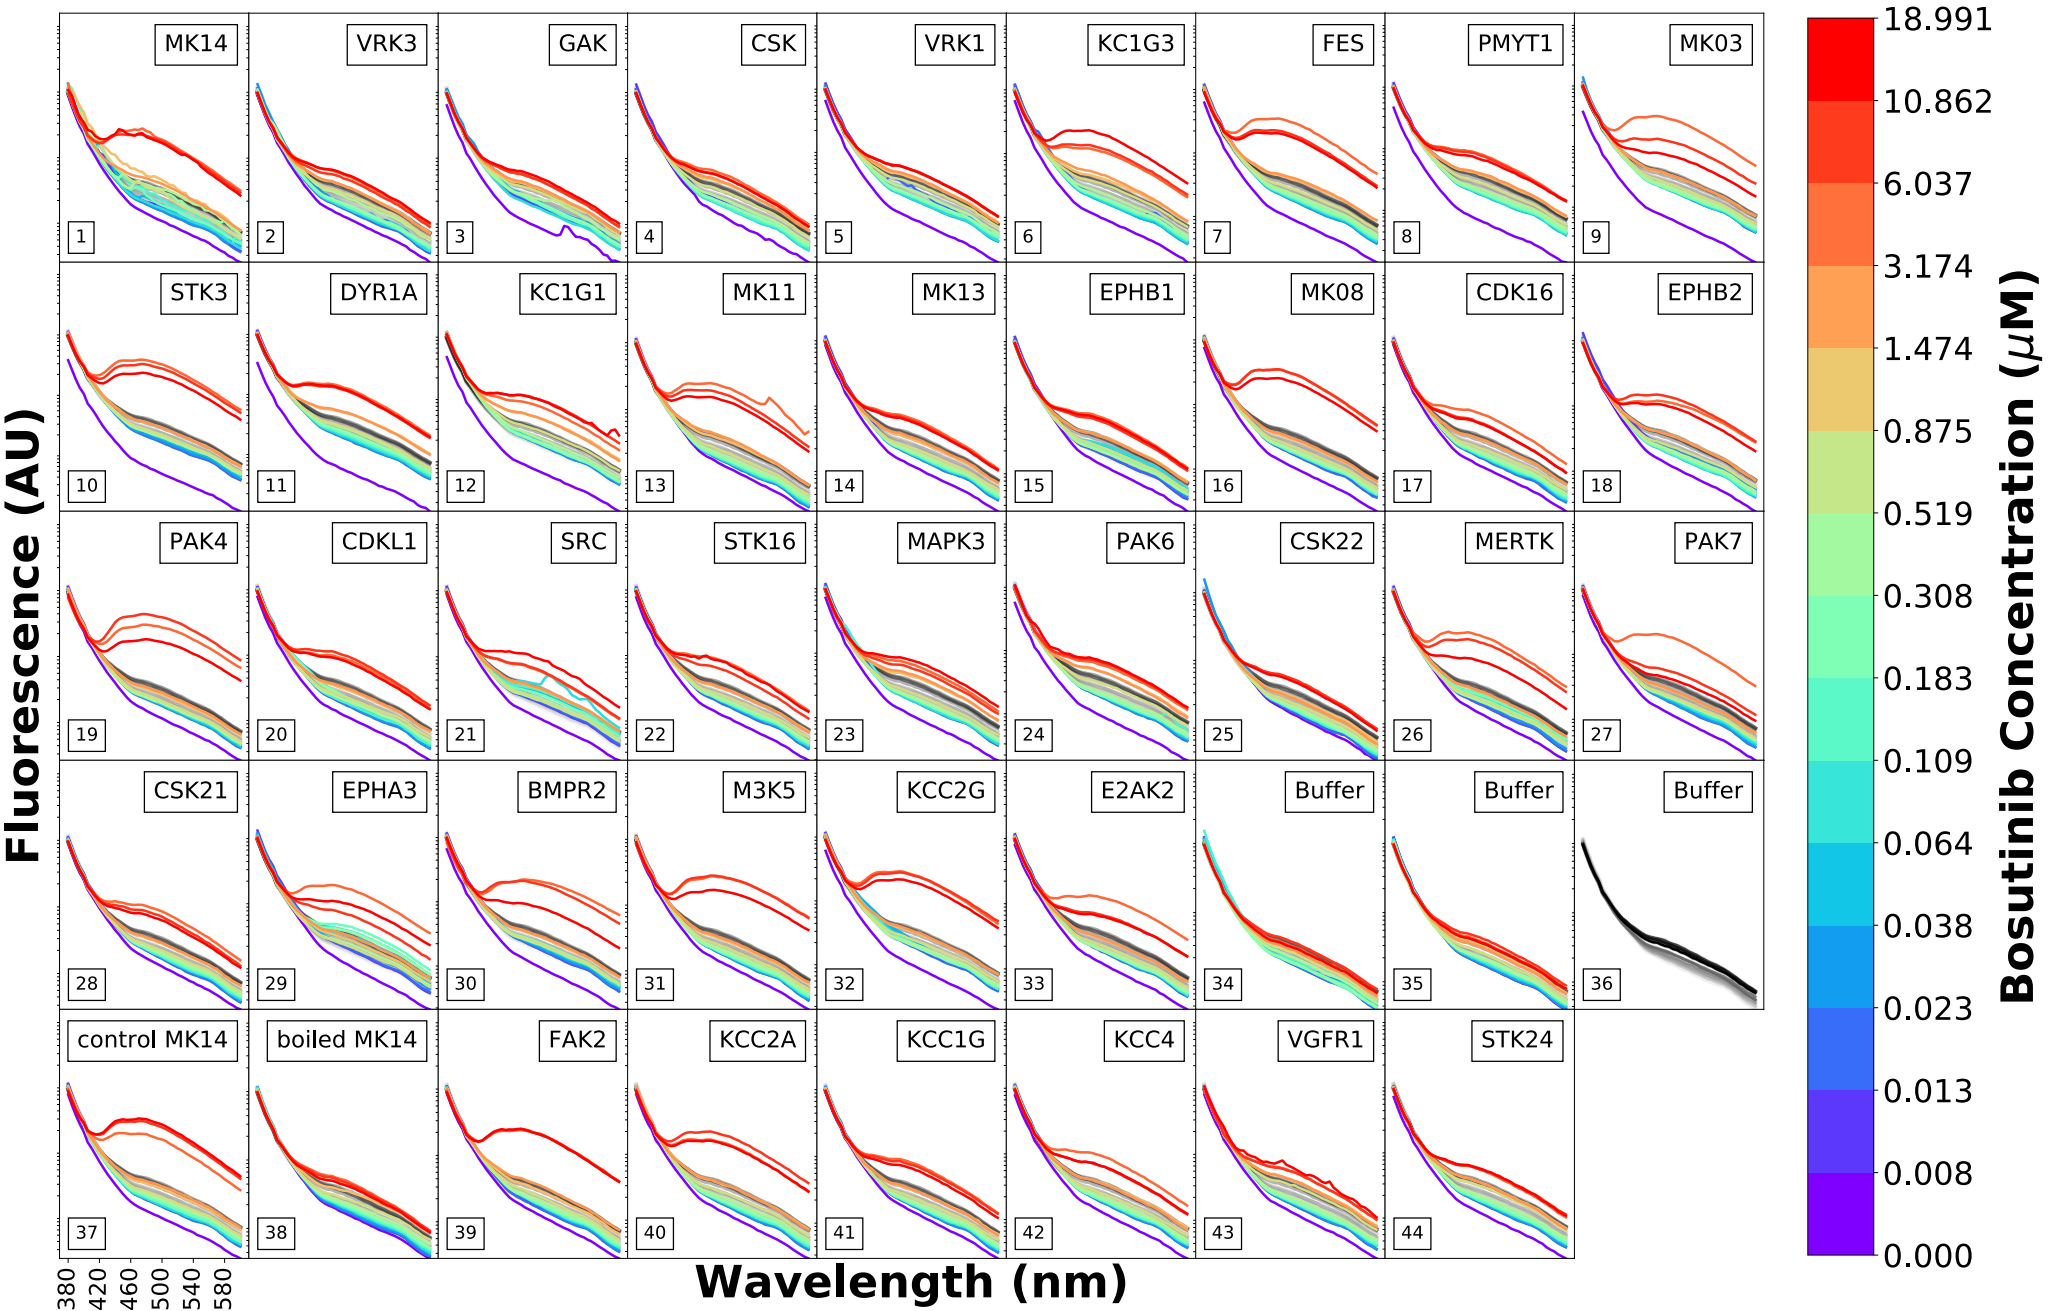 MK14 VRK3 GAK CSK VRK1 KC1G3 FES PMYT1 MK03
1 2 3 4 5 6 7 8 9
STK3 DYR1A KC1G1 MK11 MK13 EPHB1 MK08 CDK16 EPHB2
10 11 12 13 14 15 16 17 18
PAK4 CDKL1 SRC STK16 MAPK3 PAK6 CSK22 MERTK PAK7
19 20 21 22 23 24 25 26 27
CSK21 EPHA3 BMPR2 M3K5 KCC2G E2AK2 Buffer Buffer Buffer
28 29 30 31 32 33 34 35 36
control MK14 boiled MK14 FAK2 KCC2A KCC1G KCC4 VGFR1 STK24
37 38 39 40 41 42 43 44
380 420 460 500 540 580
Wavelength (nm)
Fluorescence (AU)
18.991
10.862
6.037
3.174
1.474
0.875
0.519
0.308
0.183
0.109
0.064
0.038
0.023
0.013
0.008
0.000
Bosutinib Concentration (μM)